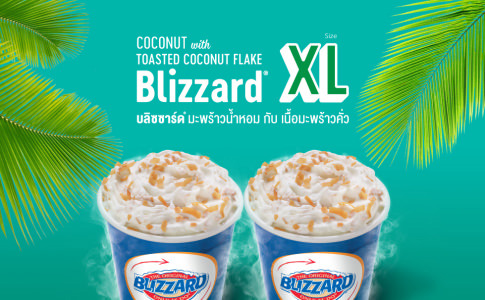 COCONUT with
TOASTED COCONUT FLAKE
Blizzard®
Size
XL
บลิซซาร์ด® มะพร้าวน้ำหอม กับ เนื้อมะพร้าวคั่ว
THE ORIGINAL
BLIZZARD
THE ORIGINAL
BLIZZARD